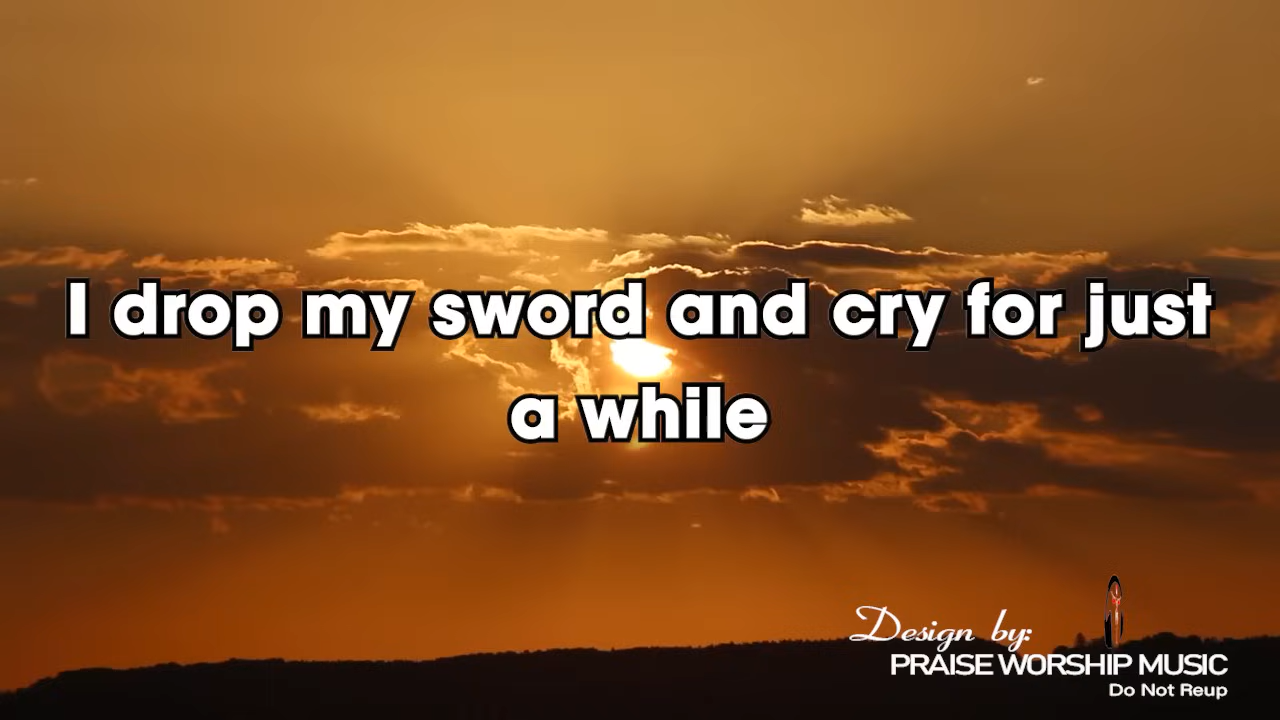 I drop my sword and cry for just
a while
Design by:
PRAISE WORSHIP MUSIC
Do Not Reup